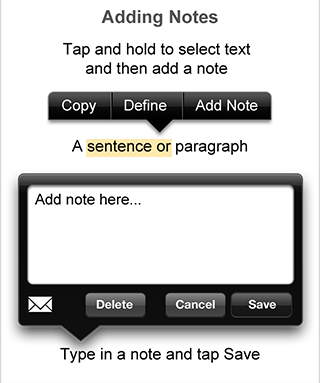 Adding Notes
Tap and hold to select text
and then add a note
Copy Define Add Note
A sentence or paragraph
Add note here...
Delete Cancel Save
Type in a note and tap Save